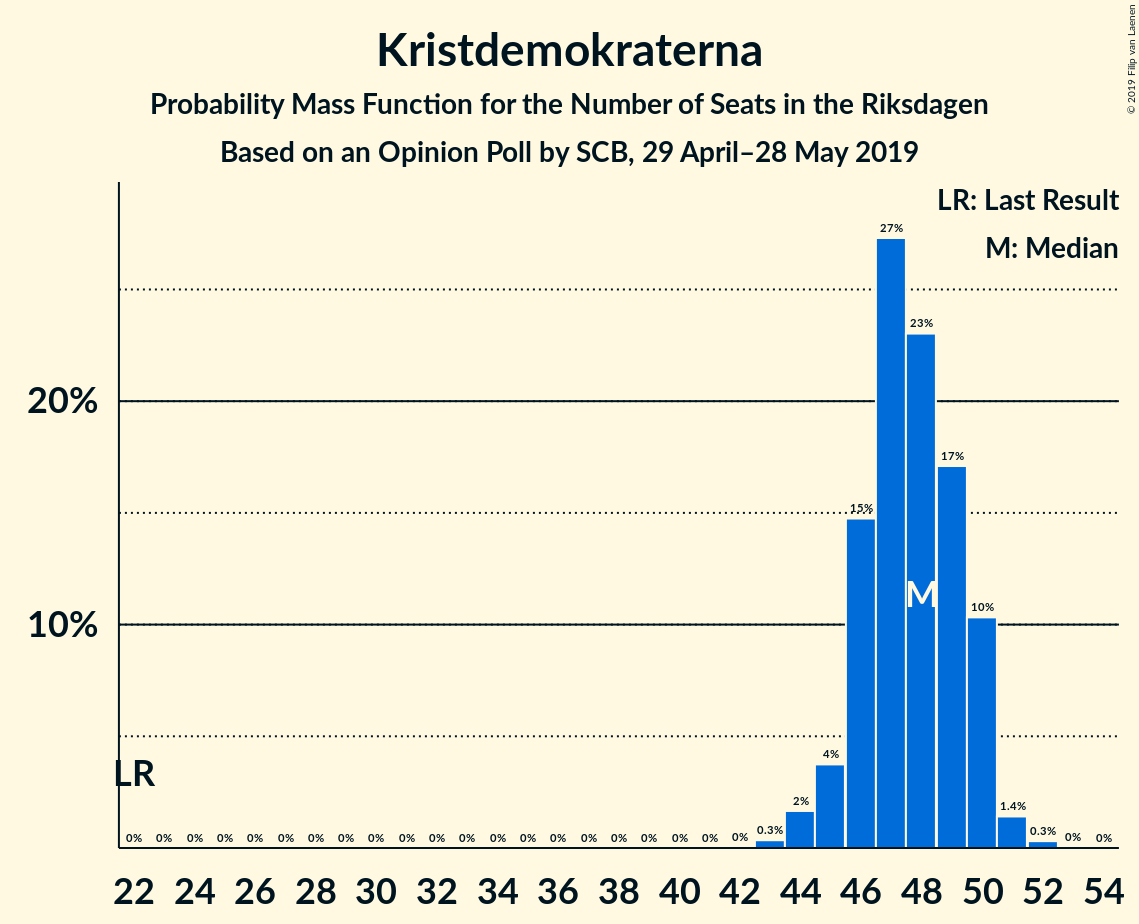 Kristdemokraterna
Probability Mass Function for the Number of Seats in the Riksdagen
Based on an Opinion Poll by SCB, 29 April–28 May 2019
© 2019 Filip van Laenen
LR: Last Result
M: Median
27%
23%
20%
17%
15%
M
10%
10%
4%
LR
2%
1.4%
0% 0% 0% 0% 0% 0% 0% 0% 0% 0% 0% 0% 0% 0% 0% 0% 0% 0% 0% 0% 0% 0.3% 0.3% 0% 0%
22 24 26 28 30 32 34 36 38 40 42 44 46 48 50 52 54